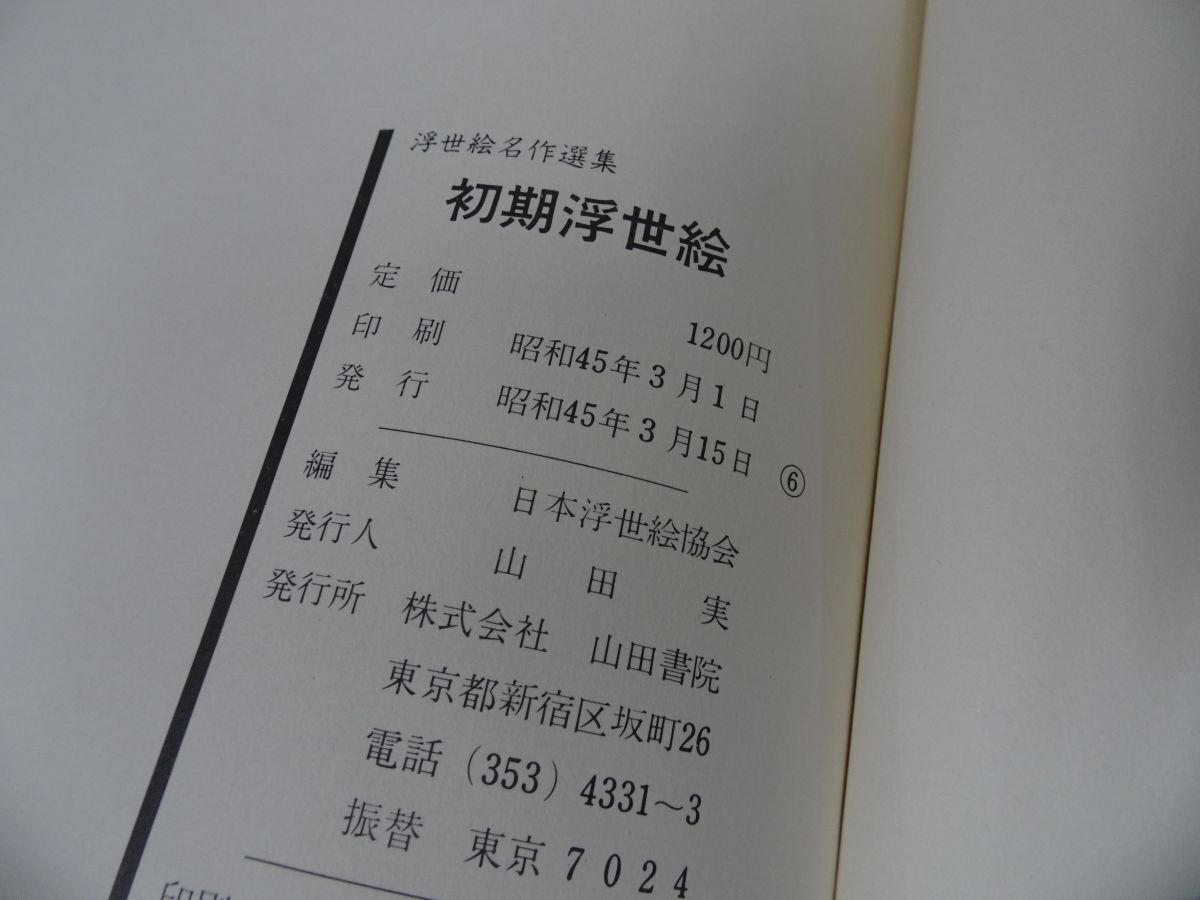 浮世絵名作選集
初期浮世絵
定価 1200円
印刷 昭和45年3月1日
発行 昭和45年3月15日 ⑥
編集 日本浮世絵協会
発行人 山田実
発行所 株式会社 山田書院
東京都新宿区坂町26
電話 (353) 4331~3
振替 東京 7024
印刷